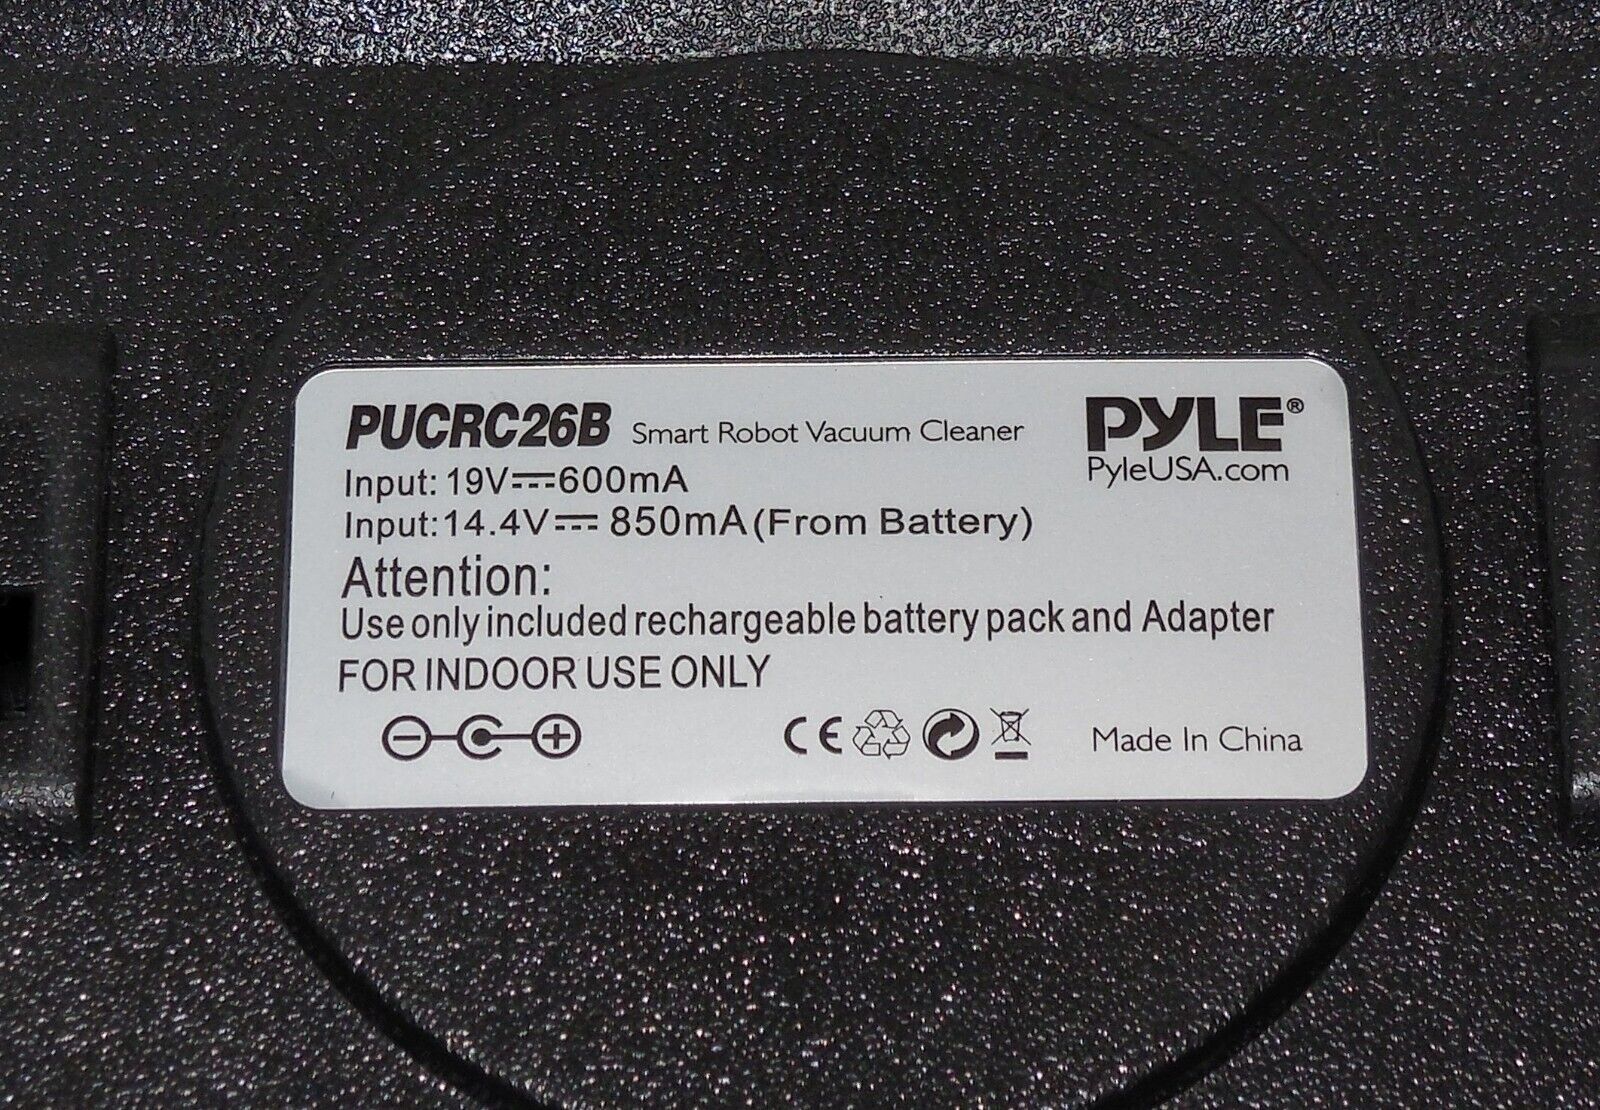 PUCRC26B Smart Robot Vacuum Cleaner
PYLE®
PyleUSA.com
Input: 19V⎓600mA
Input:14.4V⎓ 850mA(From Battery)
Attention:
Use only included rechargeable battery pack and Adapter
FOR INDOOR USE ONLY
CE
Made In China